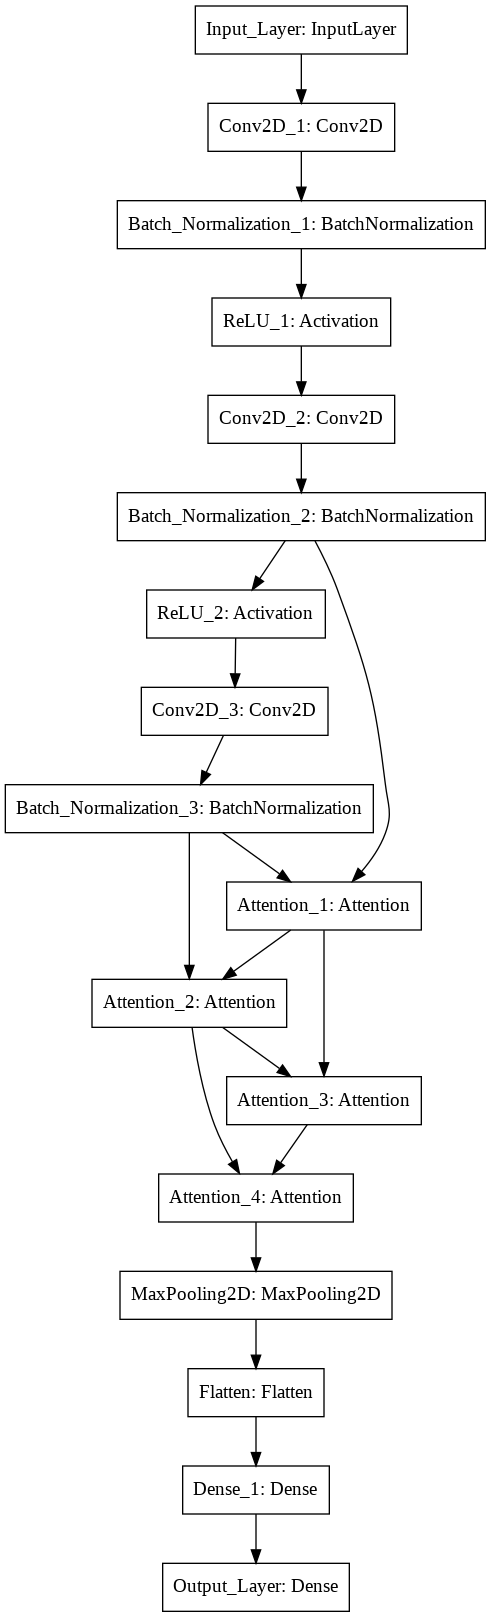 Input_Layer: InputLayer
Conv2D_1: Conv2D
Batch_Normalization_1: BatchNormalization
ReLU_1: Activation
Conv2D_2: Conv2D
Batch_Normalization_2: BatchNormalization
ReLU_2: Activation
Conv2D_3: Conv2D
Batch_Normalization_3: BatchNormalization
Attention_1: Attention
Attention_2: Attention
Attention_3: Attention
Attention_4: Attention
MaxPooling2D: MaxPooling2D
Flatten: Flatten
Dense_1: Dense
Output_Layer: Dense